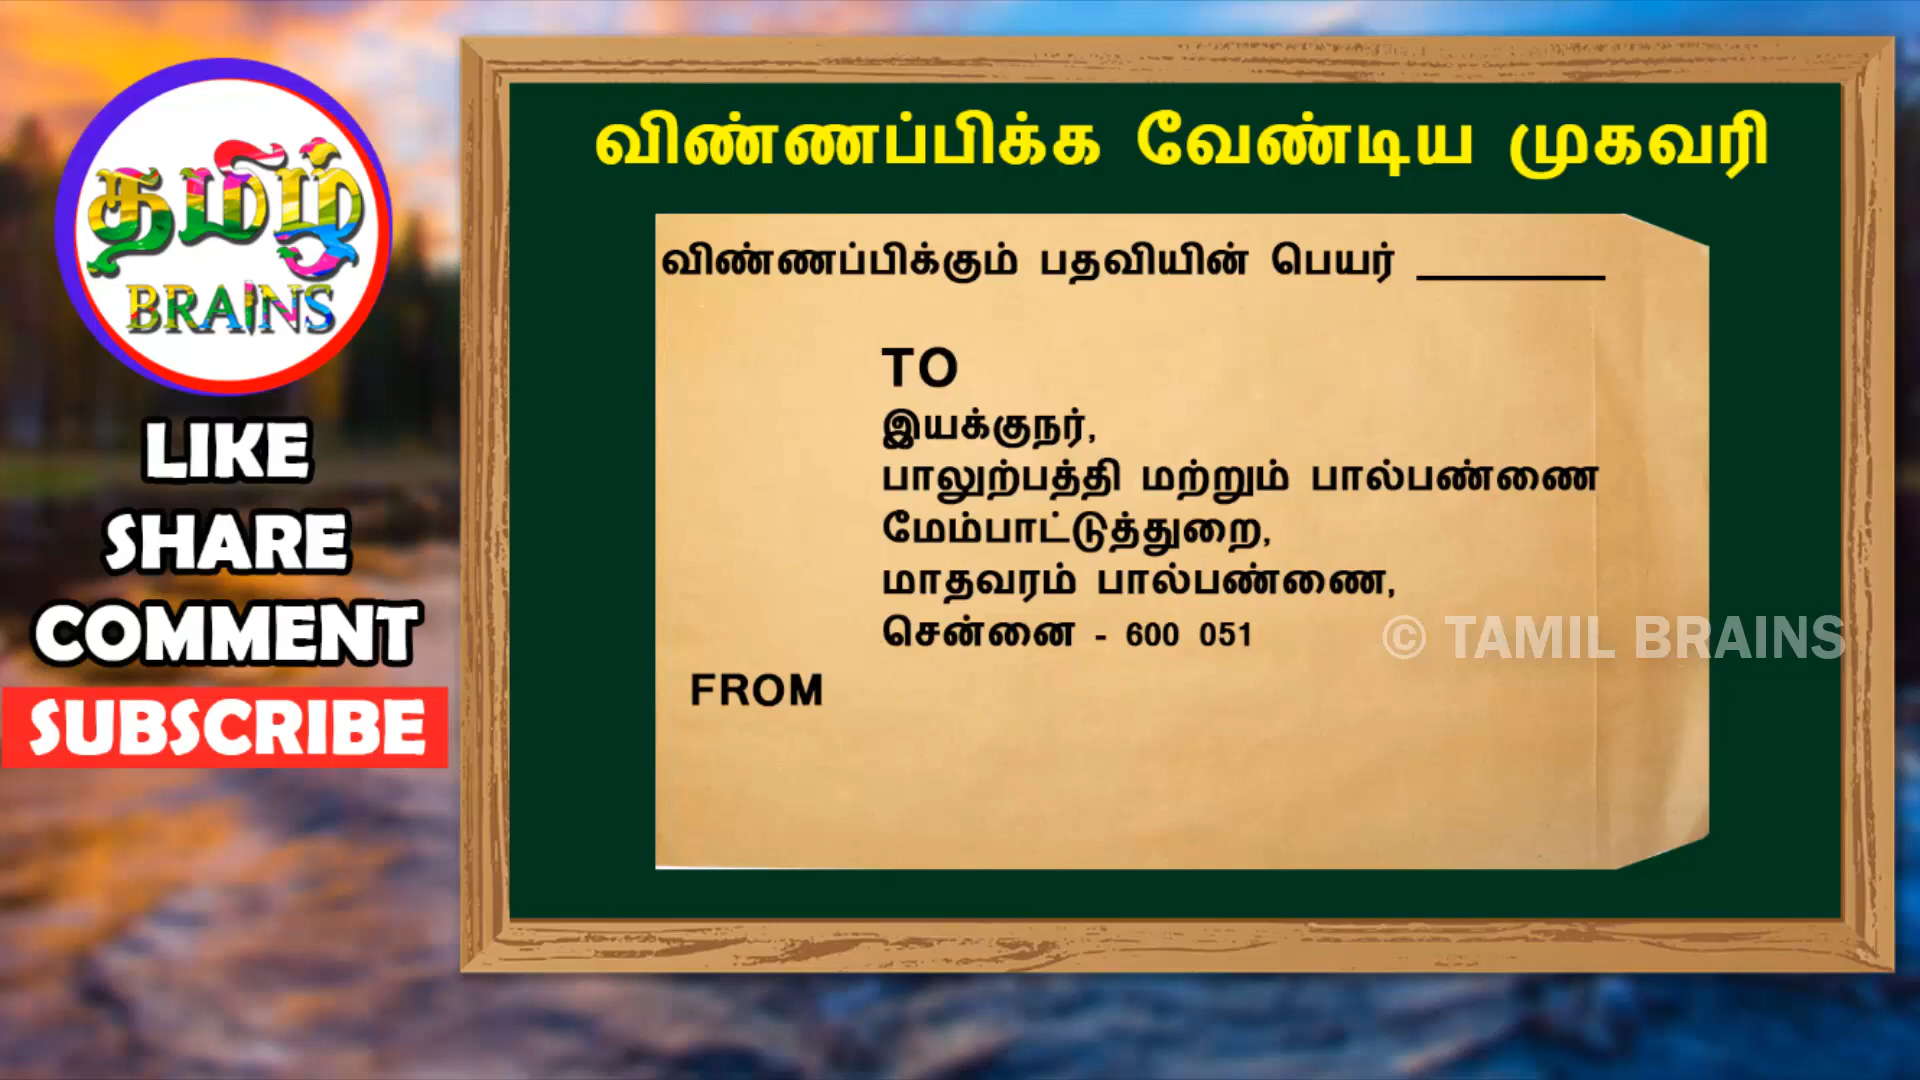 தமிழ்
BRAINS
LIKE
SHARE
COMMENT
SUBSCRIBE
விண்ணப்பிக்க வேண்டிய முகவரி
விண்ணப்பிக்கும் பதவியின் பெயர் ________
TO
இயக்குநர்,
பாலுற்பத்தி மற்றும் பால்பண்ணை
மேம்பாட்டுத்துறை,
மாதவரம் பால்பண்ணை,
சென்னை - 600 051
© TAMIL BRAINS
FROM